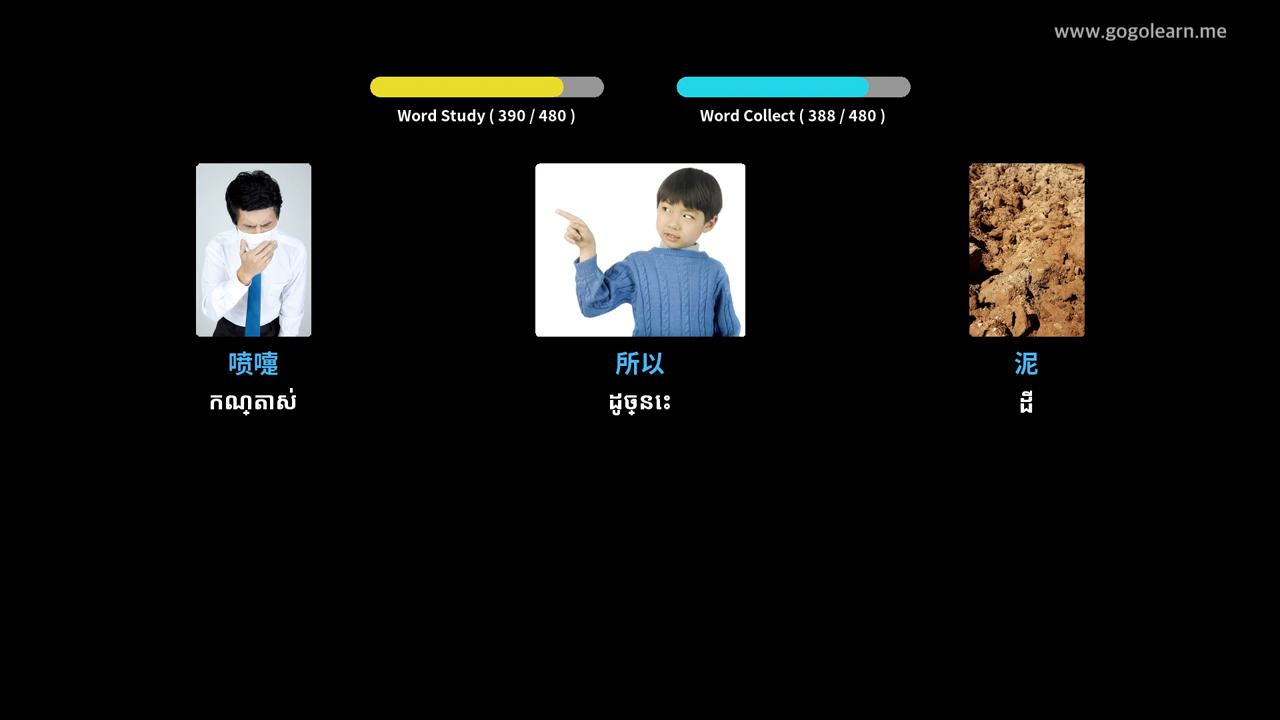 www.gogolearn.me
Word Study ( 390 / 480 )
Word Collect ( 388 / 480 )
喷嚏
所以
泥
កណ្តាស់
ដូច្នេះ
ដី